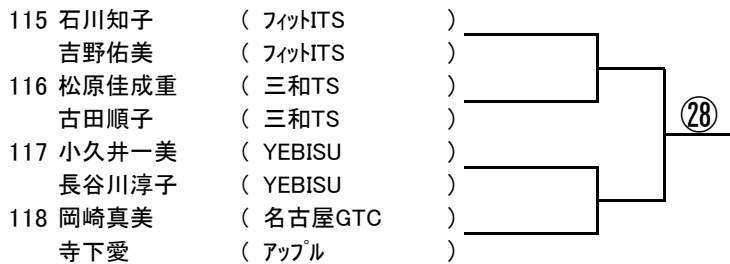 115 石川知子 ( フィットITS )
吉野佑美 ( フィットITS )
116 松原佳成重 ( 三和TS )
古田順子 ( 三和TS )
㉘
117 小久井一美 ( YEBISU )
長谷川淳子 ( YEBISU )
118 岡崎真美 ( 名古屋GTC )
寺下愛 ( アップル )